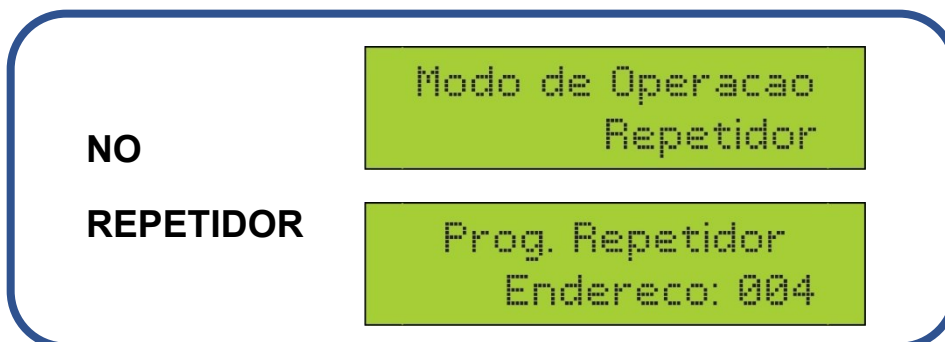 NO
REPETIDOR
Modo de Operacao
Repetidor
Prog. Repetidor
Endereco: 004